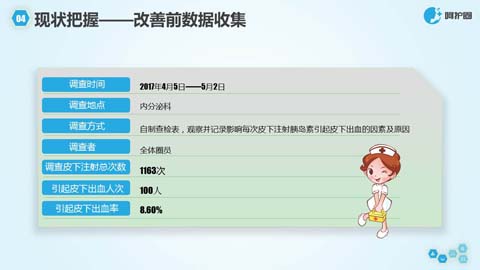 04 现状把握——改善前数据收集
呵护圈
调查时间 2017年4月5日——5月2日
调查地点 内分泌科
调查方式 自制查检表，观察并记录影响每次皮下注射胰岛素引起皮下出血的因素及原因
调查者 全体圈员
调查皮下注射总次数 1163次
引起皮下出血人次 100人
引起皮下出血率 8.60%